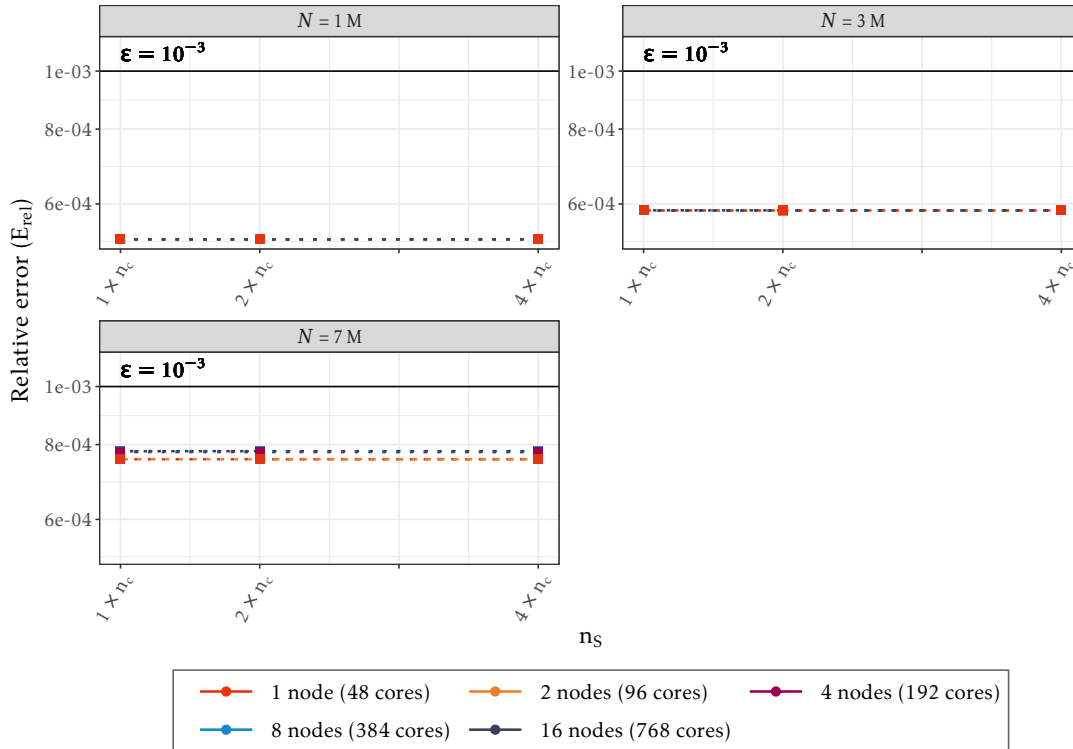 N = 1 M
N = 3 M
ε = 10⁻³
ε = 10⁻³
1e-03
8e-04
6e-04
1e-03
8e-04
6e-04
1 × n_c
2 × n_c
4 × n_c
1 × n_c
2 × n_c
4 × n_c
N = 7 M
ε = 10⁻³
1e-03
8e-04
6e-04
1 × n_c
2 × n_c
4 × n_c
Relative error (E_rel)
n_S
1 node (48 cores)
2 nodes (96 cores)
4 nodes (192 cores)
8 nodes (384 cores)
16 nodes (768 cores)